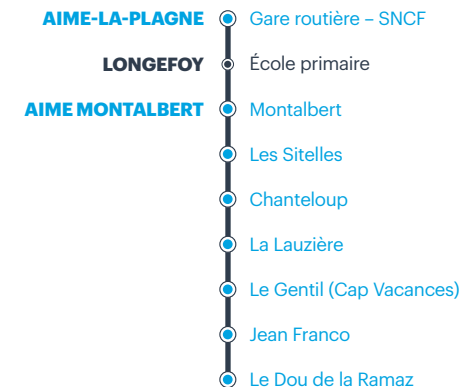 AIME-LA-PLAGNE Gare routière – SNCF
LONGEFOY École primaire
AIME MONTALBERT Montalbert
Les Sitelles
Chanteloup
La Lauzière
Le Gentil (Cap Vacances)
Jean Franco
Le Dou de la Ramaz